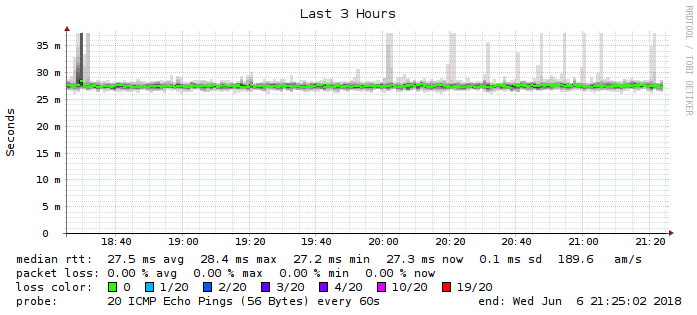 Last 3 Hours
RRDTOOL / TOBI OETIKER
Seconds
35 m
30 m
25 m
20 m
15 m
10 m
5 m
0
18:40 19:00 19:20 19:40 20:00 20:20 20:40 21:00 21:20
median rtt: 27.5 ms avg 28.4 ms max 27.2 ms min 27.3 ms now 0.1 ms sd 189.6 am/s
packet loss: 0.00 % avg 0.00 % max 0.00 % min 0.00 % now
loss color: 0 1/20 2/20 3/20 4/20 10/20 19/20
probe: 20 ICMP Echo Pings (56 Bytes) every 60s end: Wed Jun 6 21:25:02 2018